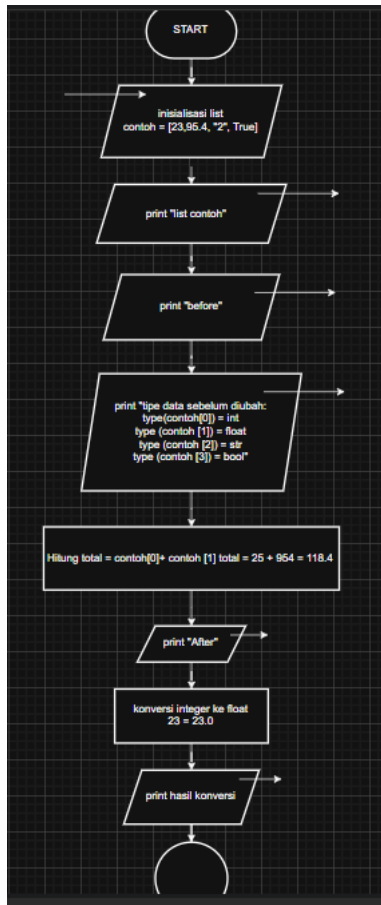 START
inisialisasi list
contoh = [23,95.4, "2", True]
print "list contoh"
print "before"
print "tipe data sebelum diubah:
type(contoh[0]) = int
type (contoh [1]) = float
type (contoh [2]) = str
type (contoh [3]) = bool"
Hitung total = contoh[0]+ contoh [1] total = 25 + 954 = 118.4
print "After"
konversi integer ke float
23 = 23.0
print hasil konversi